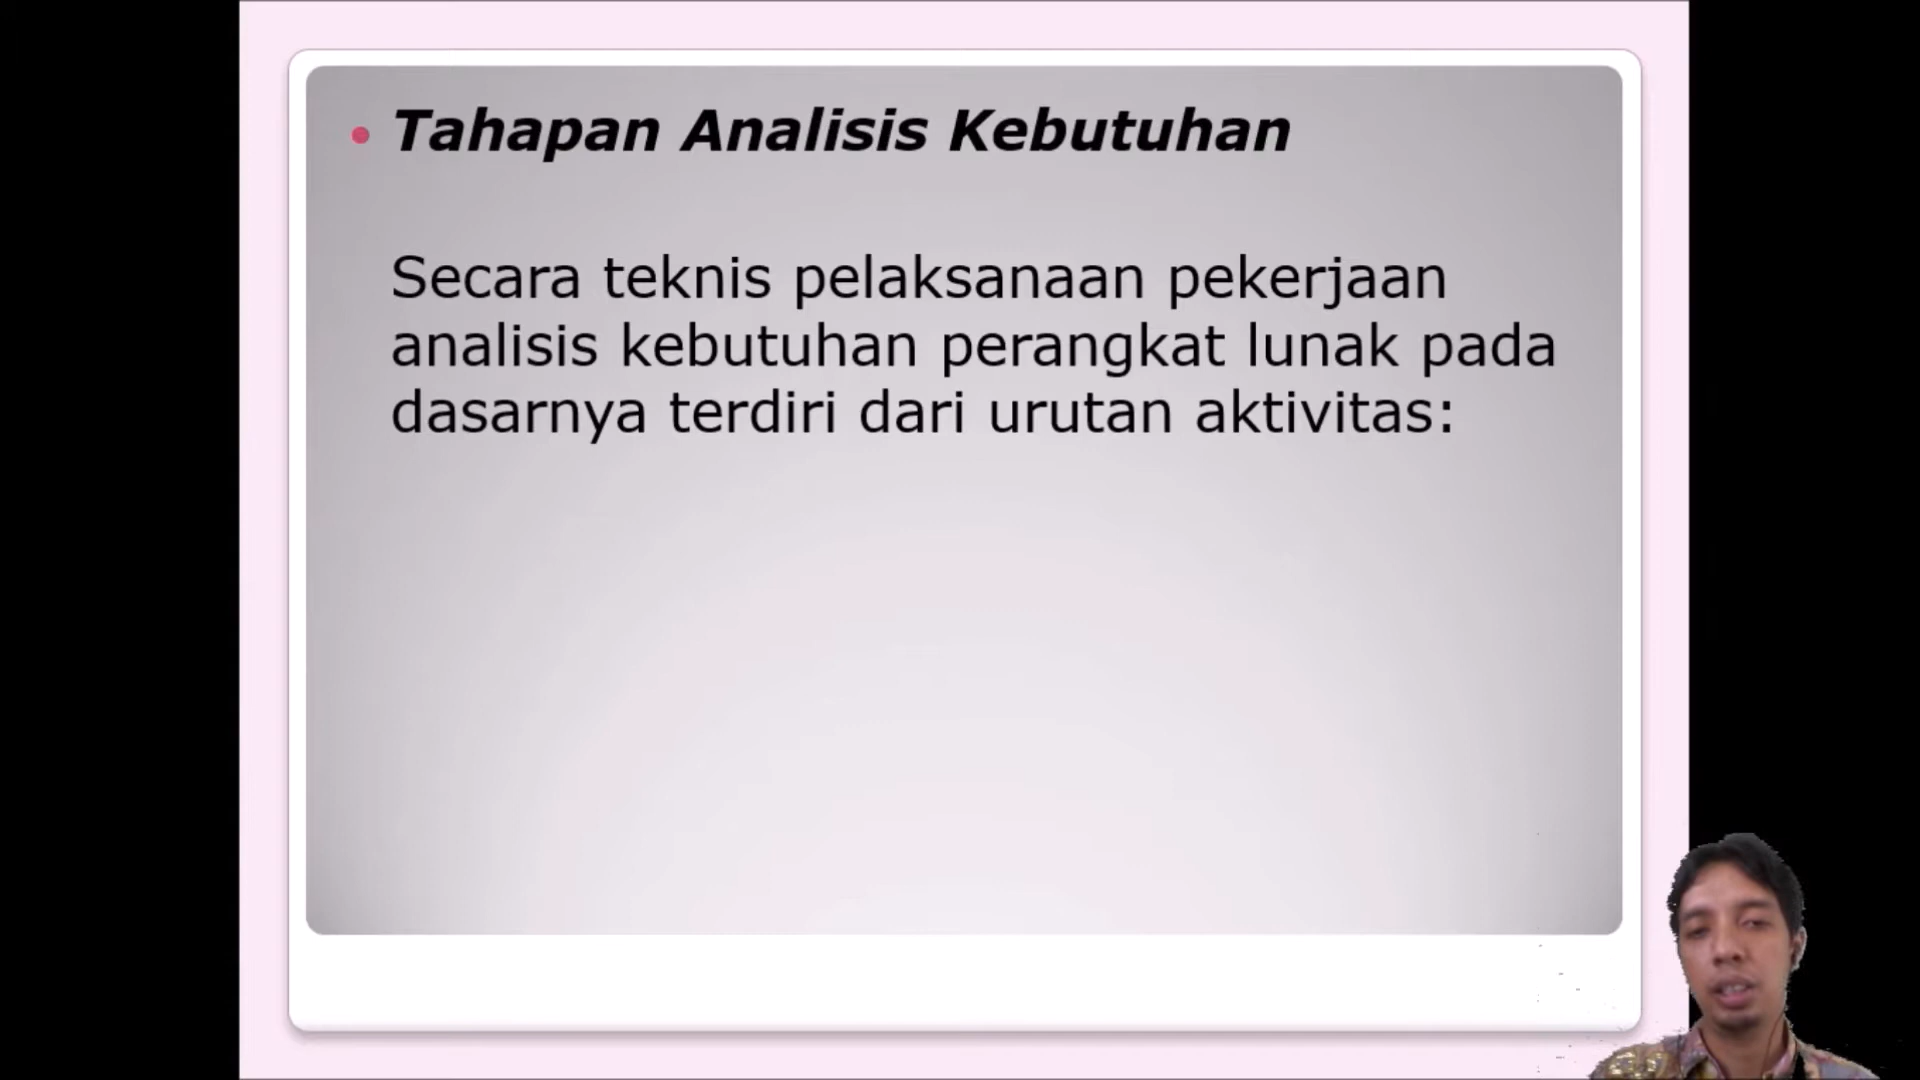 Tahapan Analisis Kebutuhan
Secara teknis pelaksanaan pekerjaan
analisis kebutuhan perangkat lunak pada
dasarnya terdiri dari urutan aktivitas: